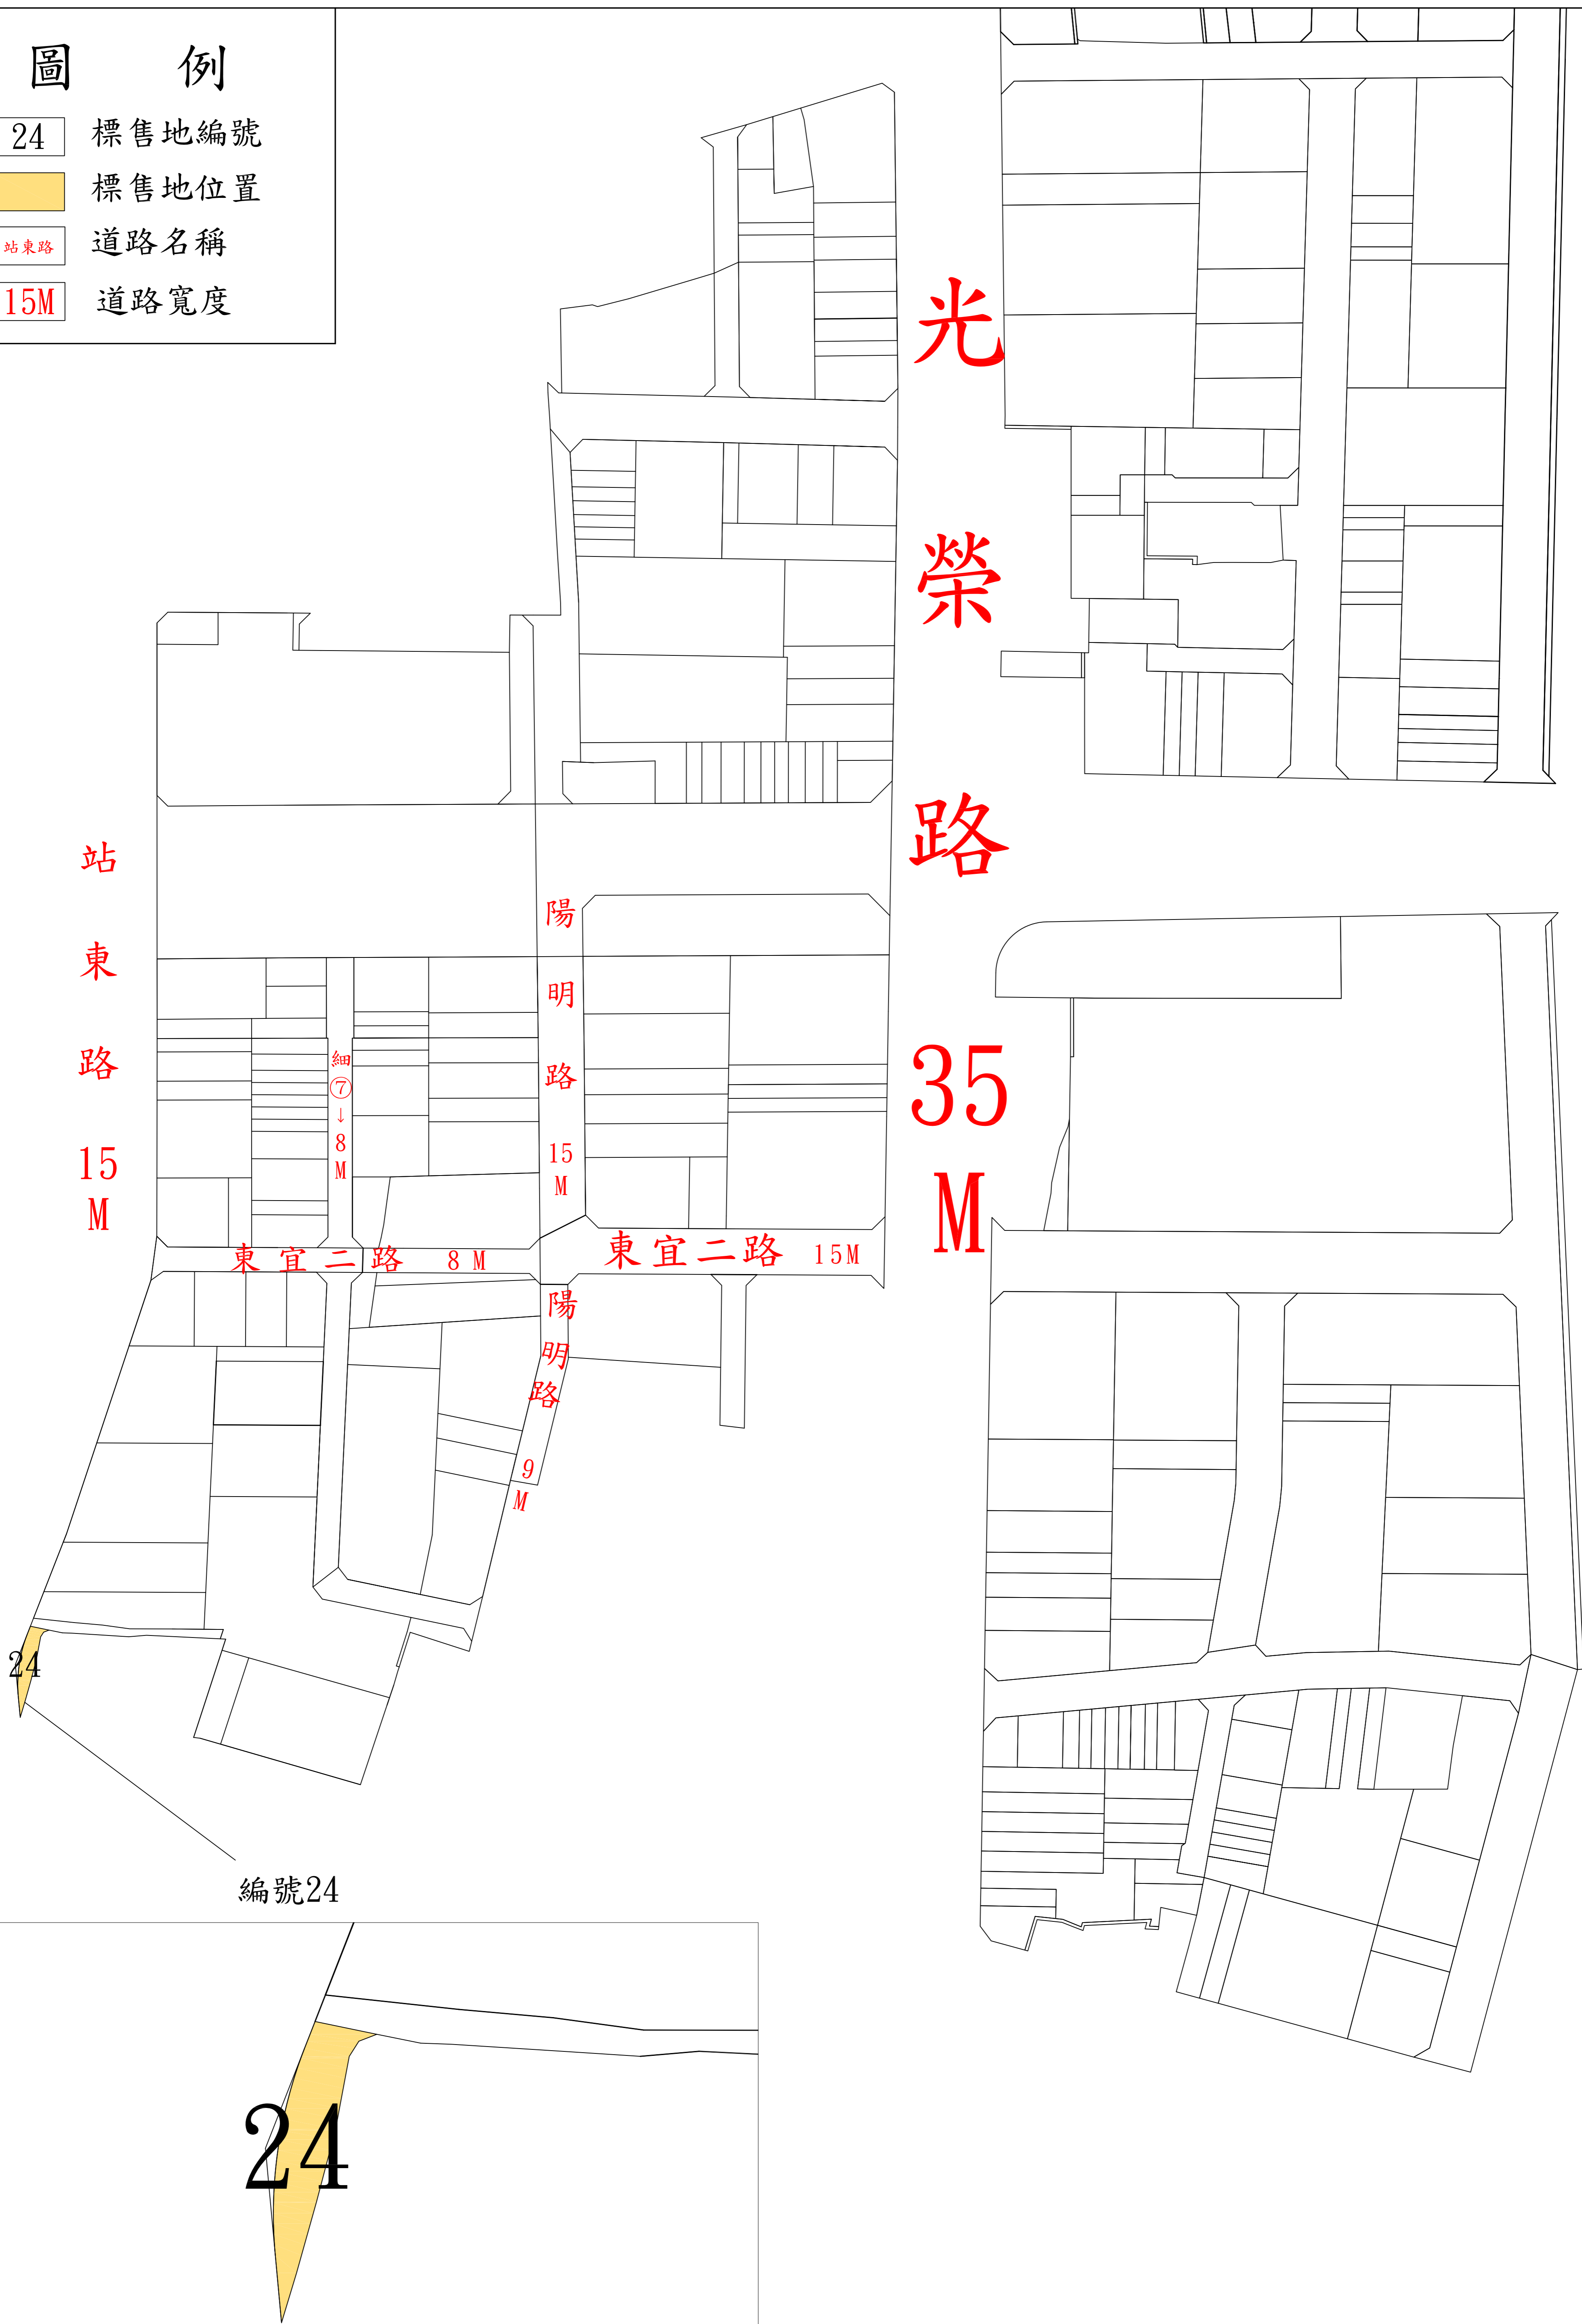 圖 例
24 標售地編號
標售地位置
站東路 道路名稱
15M 道路寬度
光榮路 35M
站東路 15M
陽明路 15M
細⑦→8M
東宜二路 8M
東宜二路 15M
陽明路 9M
24
編號24
24